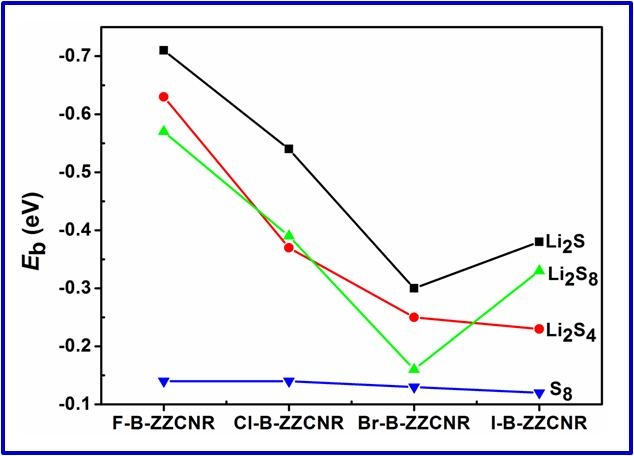 -0.7
-0.6
-0.5
-0.4
-0.3
-0.2
-0.1
Eb (eV)
Li2S
Li2S8
Li2S4
S8
F-B-ZZCNR Cl-B-ZZCNR Br-B-ZZCNR I-B-ZZCNR